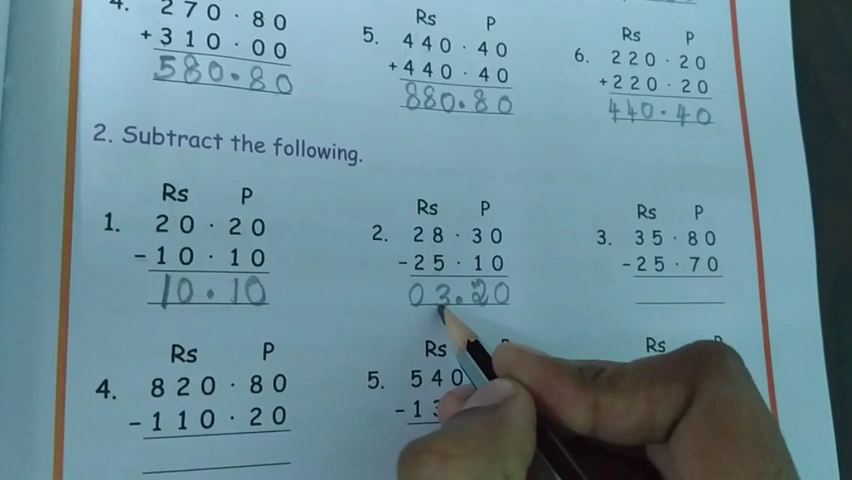 4. 270.80
+310.00
580.80
Rs P
5. 440.40
+440.40
880.80
Rs P
6. 220.20
+220.20
440.40
2. Subtract the following.
Rs P
1. 20.20
-10.10
10.10
Rs P
2. 28.30
-25.10
03.20
Rs P
3. 35.80
-25.70
Rs P
4. 820.80
-110.20
Rs
5. 540
-1
Rs